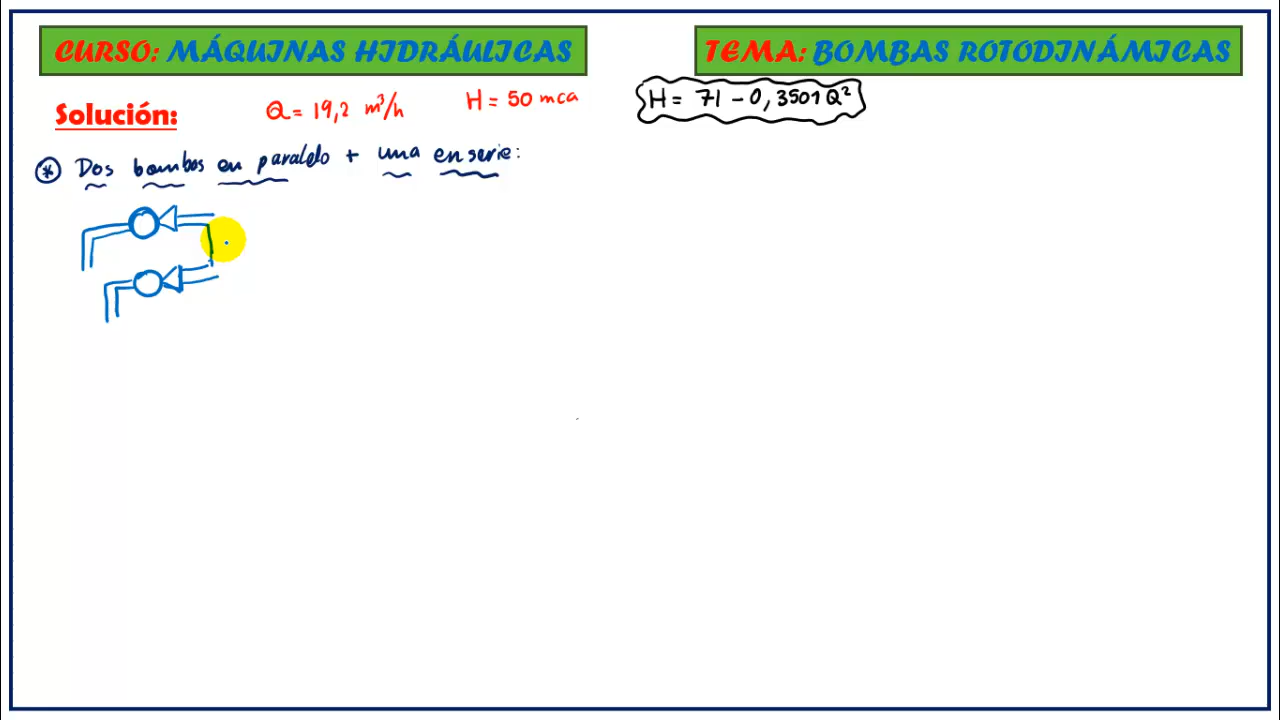 CURSO: MÁQUINAS HIDRÁULICAS
TEMA: BOMBAS ROTODINÁMICAS
Solución:
Q = 19,2 m³/h
H = 50 mca
H = 71 - 0,3501 Q²
* Dos bombas en paralelo + una en serie: